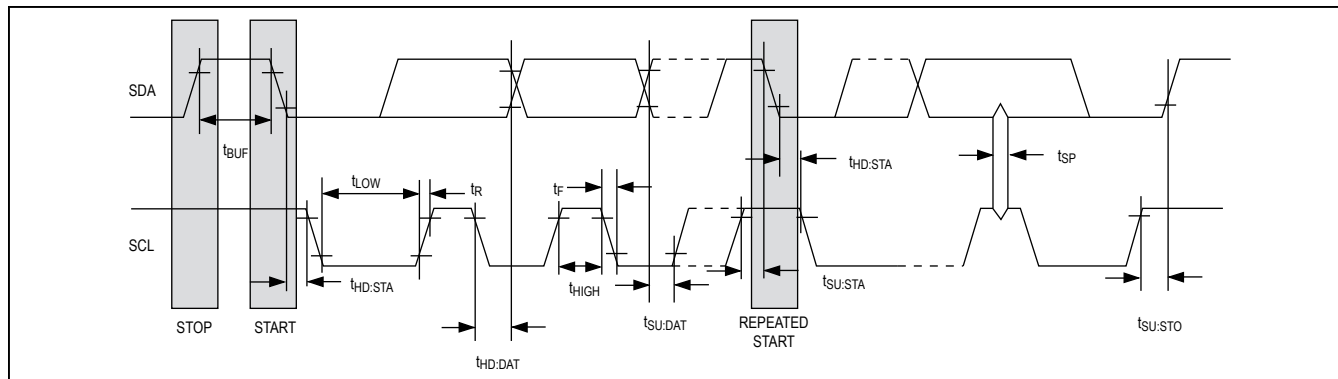 SDA
tBUF
tHD:STA
tSP
tLOW
tR
tF
SCL
tHD:STA
tHIGH
tSU:STA
STOP
START
tSU:DAT
REPEATED
START
tSU:STO
tHD:DAT